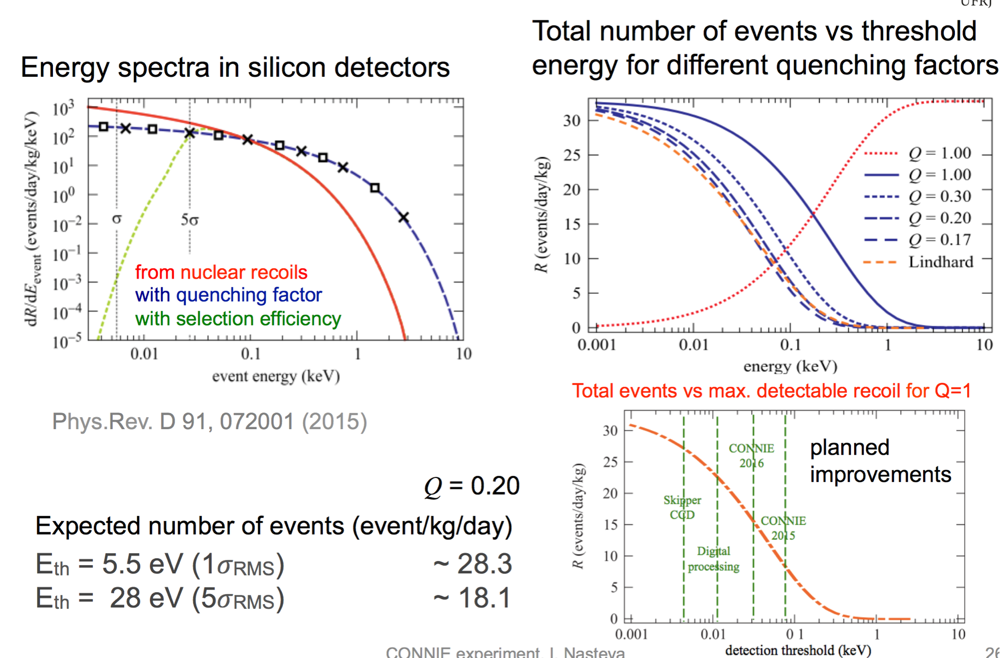 UFRJ
Total number of events vs threshold
energy for different quenching factors
Energy spectra in silicon detectors
10³
10²
10¹
10⁰
10⁻²
10⁻¹
10⁻³
10⁻⁴
10⁻⁵
dR/dE_event (events/day/kg/keV)
σ
5σ
from nuclear recoils
with quenching factor
with selection efficiency
0.01
0.1
1
10
event energy (keV)
30
25
20
15
10
5
0
R (events/day/kg)
Q = 1.00
Q = 1.00
Q = 0.30
Q = 0.20
Q = 0.17
Lindhard
0.001
0.01
0.1
1
10
energy (keV)
Total events vs max. detectable recoil for Q=1
Phys.Rev. D 91, 072001 (2015)
30
25
20
15
10
5
0
R (events/day/kg)
CONNIE
2016
planned
improvements
Skipper
CCD
CONNIE
2015
Digital
processing
0.001
0.01
0 1
1
10
detection threshold (keV)
Q = 0.20
Expected number of events (event/kg/day)
E_th = 5.5 eV (1σ_RMS) ~ 28.3
E_th = 28 eV (5σ_RMS) ~ 18.1
CONNIE experiment, I. Nasteva
26